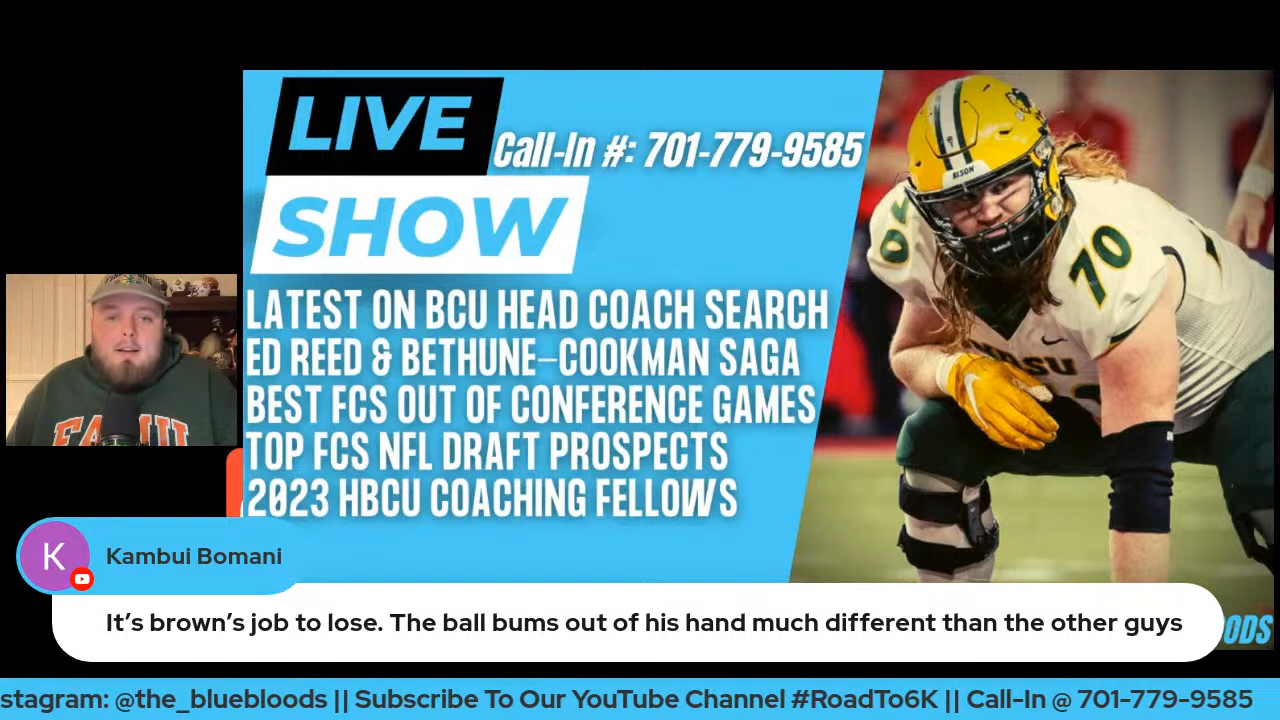 LIVE
Call-In #: 701-779-9585
SHOW
LATEST ON BCU HEAD COACH SEARCH
ED REED & BETHUNE-COOKMAN SAGA
BEST FCS OUT OF CONFERENCE GAMES
TOP FCS NFL DRAFT PROSPECTS
2023 HBCU COACHING FELLOWS
70
FAMU
K
Kambui Bomani
It’s brown’s job to lose. The ball bums out of his hand much different than the other guys
stagram: @the_bluebloods || Subscribe To Our YouTube Channel #RoadTo6K || Call-In @ 701-779-9585